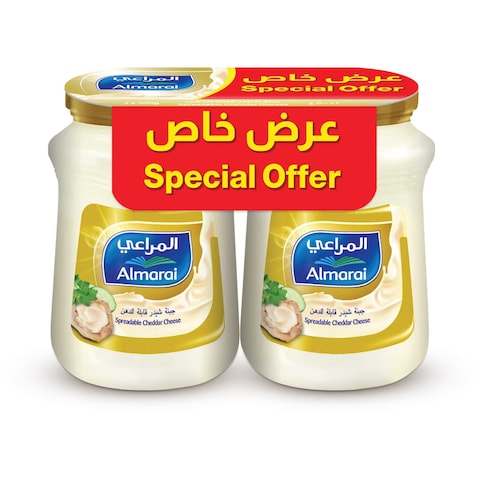 المراعي
Almarai
عرض خاص
Special Offer
عرض خاص
Special Offer
المراعي
Almarai
جبنة شيدر قابلة للدهن
Spreadable Cheddar Cheese
المراعي
Almarai
جبنة شيدر قابلة للدهن
Spreadable Cheddar Cheese